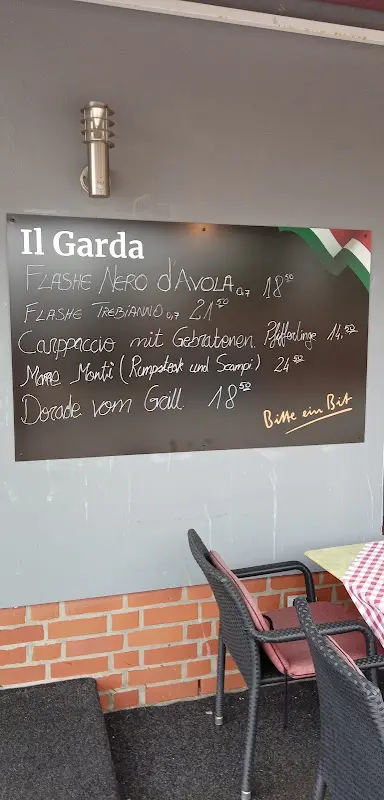 Il Garda
FLASHE NERO d'AVOLA 0,7 18 50
FLASHE TREBIANNO 0,7 21 50
Carppaccio mit Gebratenen Pfifferlinge 14, 50
Mare Monti (Rumpsteak und Scampi) 24 50
Dorade vom Grill 18 50
Bitte ein Bit